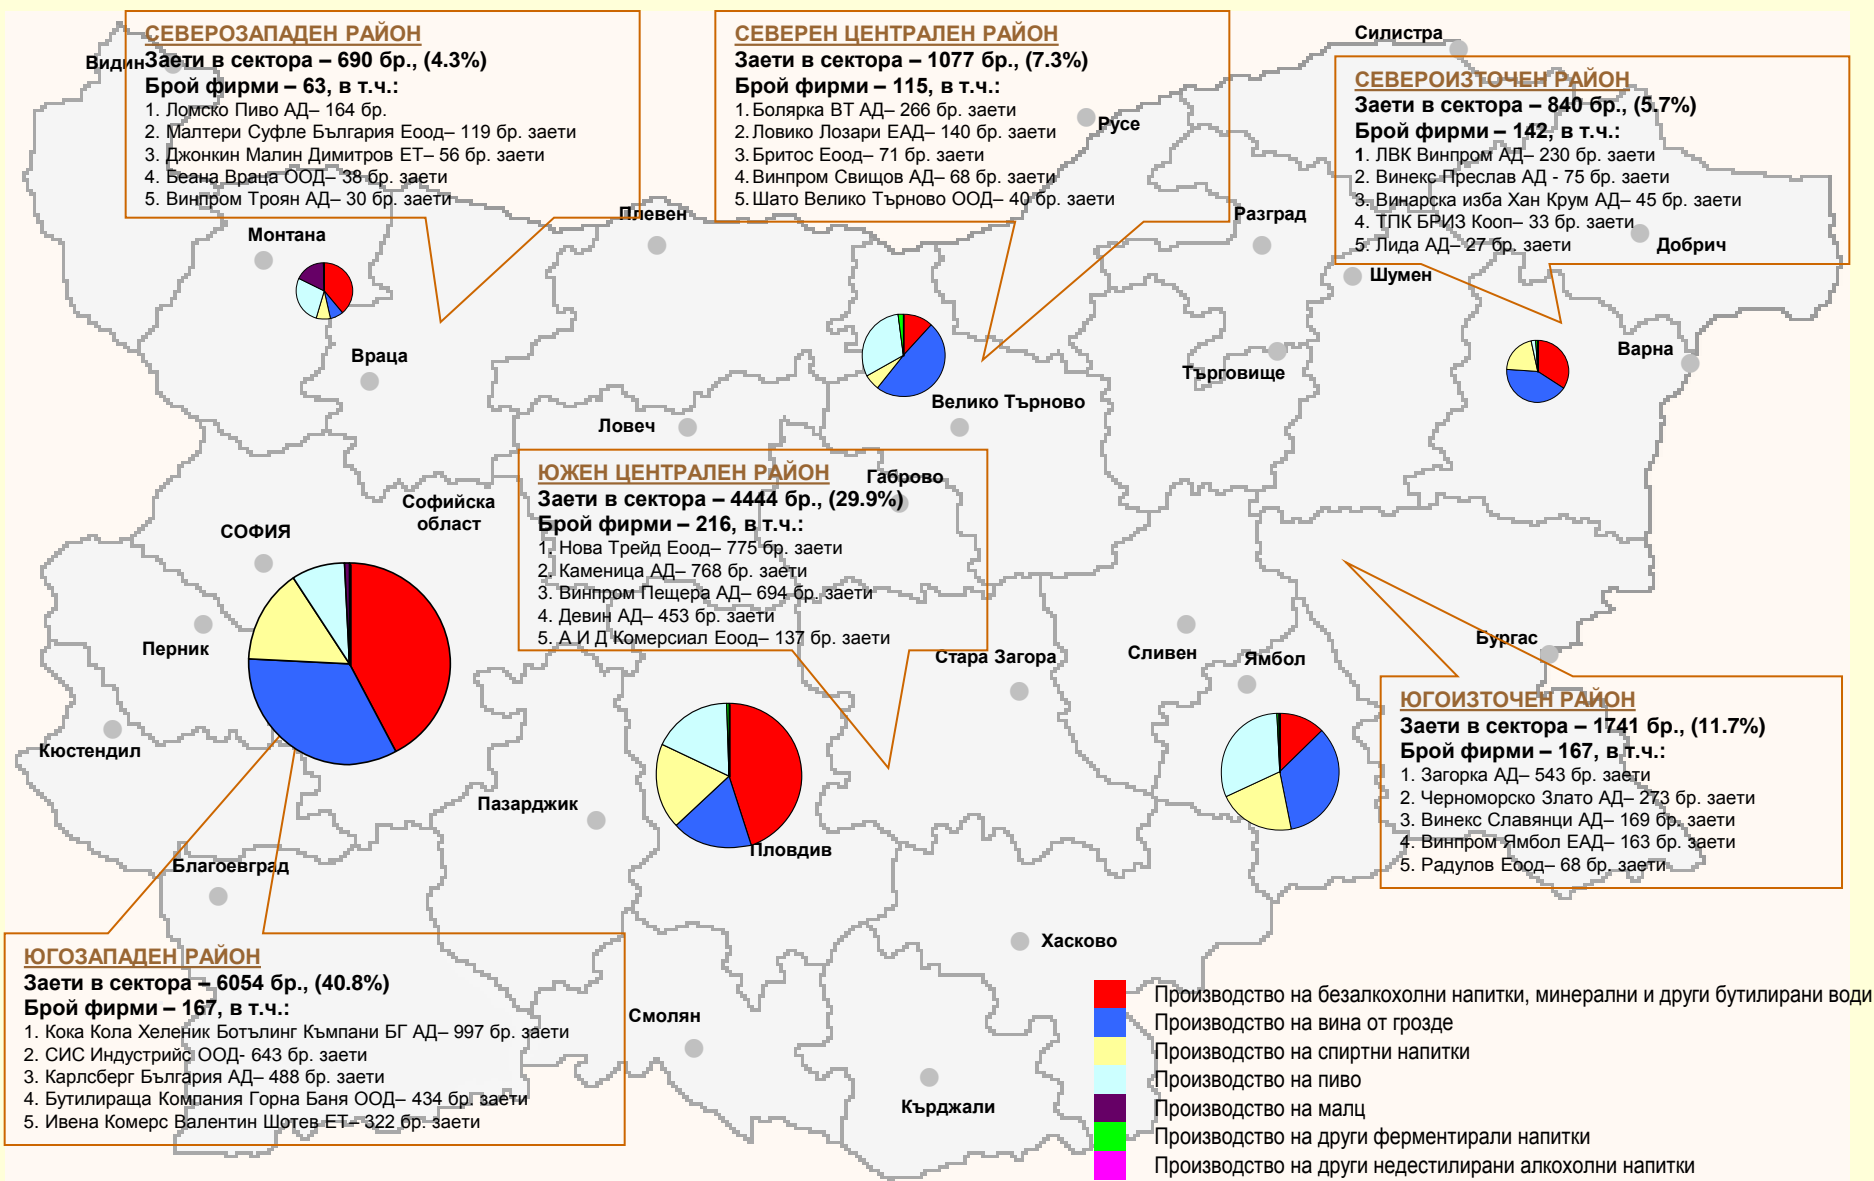 СЕВЕРОЗАПАДЕН РАЙОН
Заети в сектора – 690 бр., (4.3%)
Брой фирми – 63, в т.ч.:
1. Ломско Пиво АД– 164 бр.
2. Малтери Суфле България Еоод– 119 бр. заети
3. Джонкин Малин Димитров ЕТ– 56 бр. заети
4. Беана Враца ООД– 38 бр. заети
5. Винпром Троян АД– 30 бр. заети
СЕВЕРЕН ЦЕНТРАЛЕН РАЙОН
Заети в сектора – 1077 бр., (7.3%)
Брой фирми – 115, в т.ч.:
1. Болярка ВТ АД– 266 бр. заети
2. Ловико Лозари ЕАД– 140 бр. заети
3. Бритос Еоод– 71 бр. заети
4. Винпром Свищов АД– 68 бр. заети
5. Шато Велико Търново ООД– 40 бр. заети
СЕВЕРОИЗТОЧЕН РАЙОН
Заети в сектора – 840 бр., (5.7%)
Брой фирми – 142, в т.ч.:
1. ЛВК Винпром АД– 230 бр. заети
2. Винекс Преслав АД - 75 бр. заети
3. Винарска изба Хан Крум АД– 45 бр. заети
4. ТПК БРИЗ Кооп– 33 бр. заети
5. Лида АД– 27 бр. заети
Видин
Силистра
Русе
Плевен
Разград
Добрич
Монтана
Шумен
Враца
Варна
Търговище
Велико Търново
Ловеч
Габрово
Софийска
област
СОФИЯ
ЮЖЕН ЦЕНТРАЛЕН РАЙОН
Заети в сектора – 4444 бр., (29.9%)
Брой фирми – 216, в т.ч.:
1. Нова Трейд Еоод– 775 бр. заети
2. Каменица АД– 768 бр. заети
3. Винпром Пещера АД– 694 бр. заети
4. Девин АД– 453 бр. заети
5. А И Д Комерсиал Еоод– 137 бр. заети
Перник
Стара Загора
Сливен
Ямбол
Бургас
Кюстендил
Пазарджик
Пловдив
Благоевград
ЮГОИЗТОЧЕН РАЙОН
Заети в сектора – 1741 бр., (11.7%)
Брой фирми – 167, в т.ч.:
1. Загорка АД– 543 бр. заети
2. Черноморско Злато АД– 273 бр. заети
3. Винекс Славянци АД– 169 бр. заети
4. Винпром Ямбол ЕАД– 163 бр. заети
5. Радулов Еоод– 68 бр. заети
Хасково
Смолян
Кърджали
ЮГОЗАПАДЕН РАЙОН
Заети в сектора – 6054 бр., (40.8%)
Брой фирми – 167, в т.ч.:
1. Кока Кола Хеленик Ботълинг Къмпани БГ АД– 997 бр. заети
2. СИС Индустрийс ООД- 643 бр. заети
3. Карлсберг България АД– 488 бр. заети
4. Бутилираща Компания Горна Баня ООД– 434 бр. заети
5. Ивена Комерс Валентин Шотев ЕТ– 322 бр. заети
Производство на безалкохолни напитки, минерални и други бутилирани води
Производство на вина от грозде
Производство на спиртни напитки
Производство на пиво
Производство на малц
Производство на други ферментирали напитки
Производство на други недестилирани алкохолни напитки